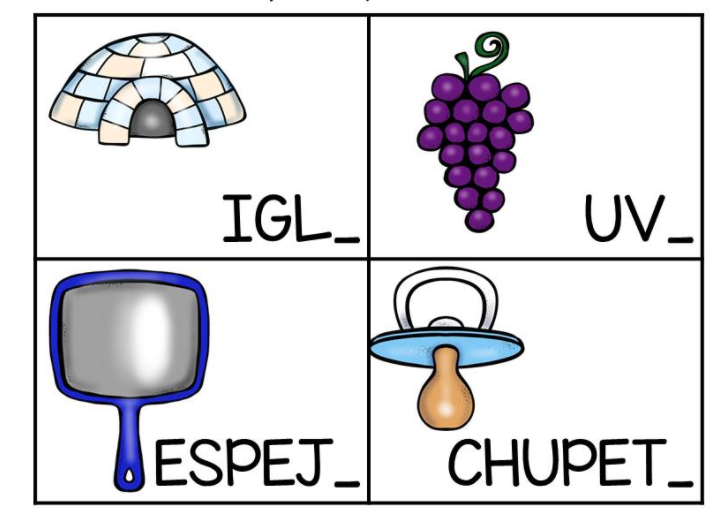 IGL_
UV_
ESPEJ_
CHUPET_